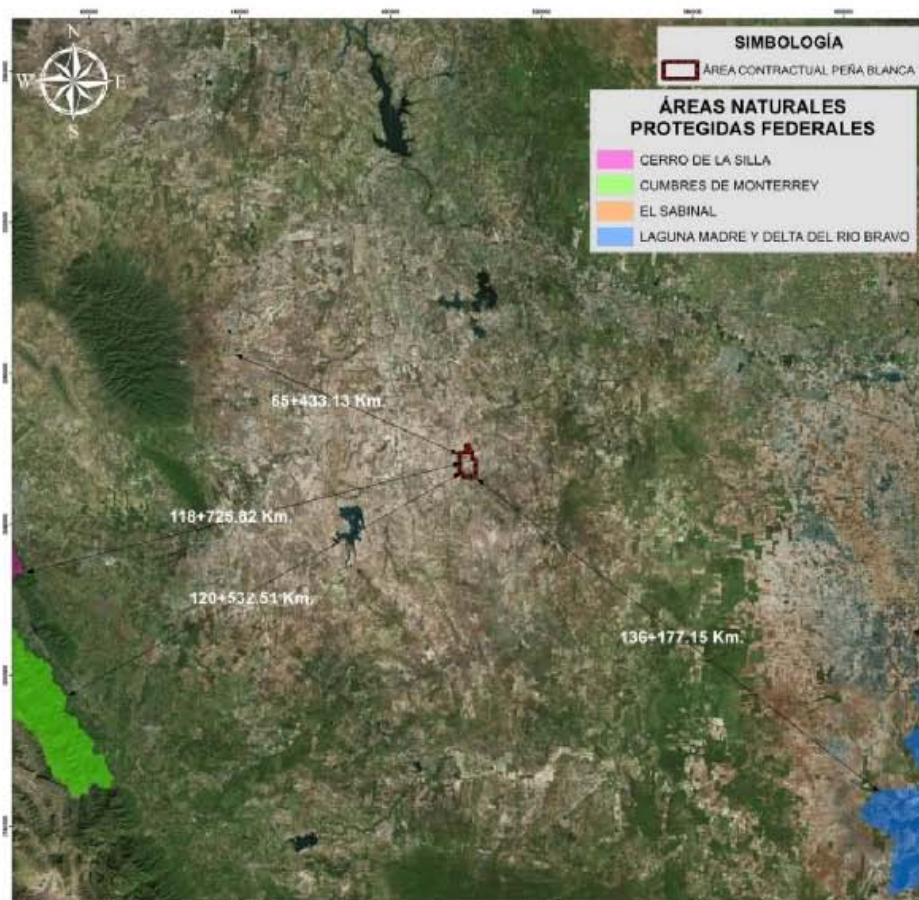 N
W
E
S
SIMBOLOGÍA
ÁREA CONTRACTUAL PEÑA BLANCA
ÁREAS NATURALES
PROTEGIDAS FEDERALES
CERRO DE LA SILLA
CUMBRES DE MONTERREY
EL SABINAL
LAGUNA MADRE Y DELTA DEL RIO BRAVO
65+433.13 Km.
118+725.82 Km.
120+532.51 Km.
136+177.15 Km.